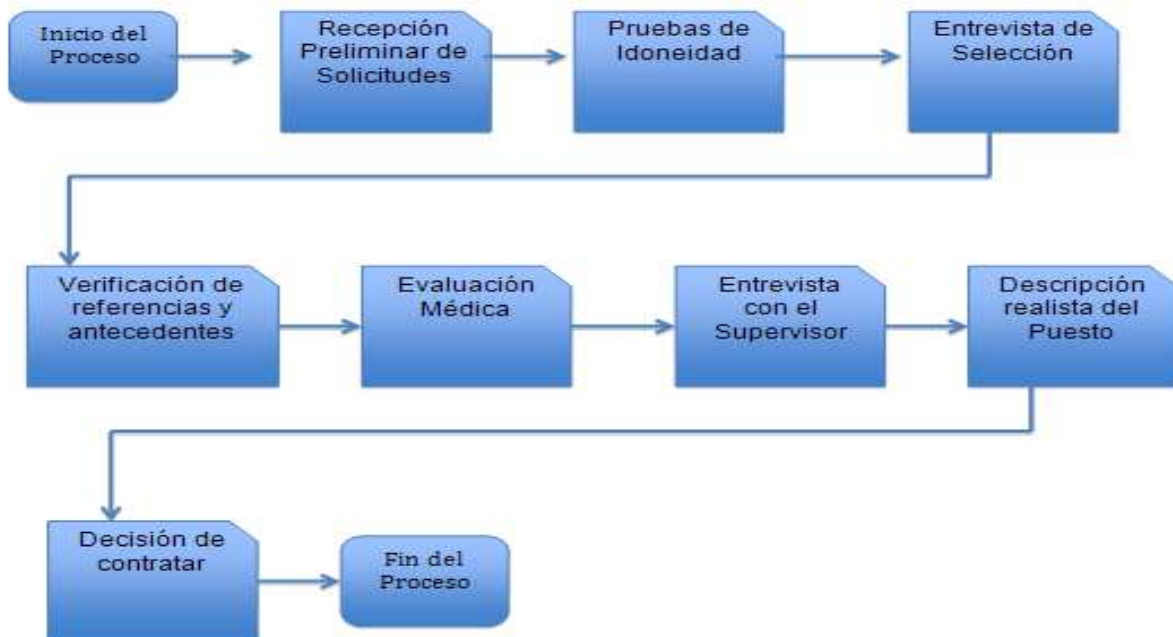 Inicio del
Proceso
Recepción
Preliminar de
Solicitudes
Pruebas de
Idoneidad
Entrevista de
Selección
Verificación de
referencias y
antecedentes
Evaluación
Médica
Entrevista
con el
Supervisor
Descripción
realista del
Puesto
Decisión de
contratar
Fin del
Proceso